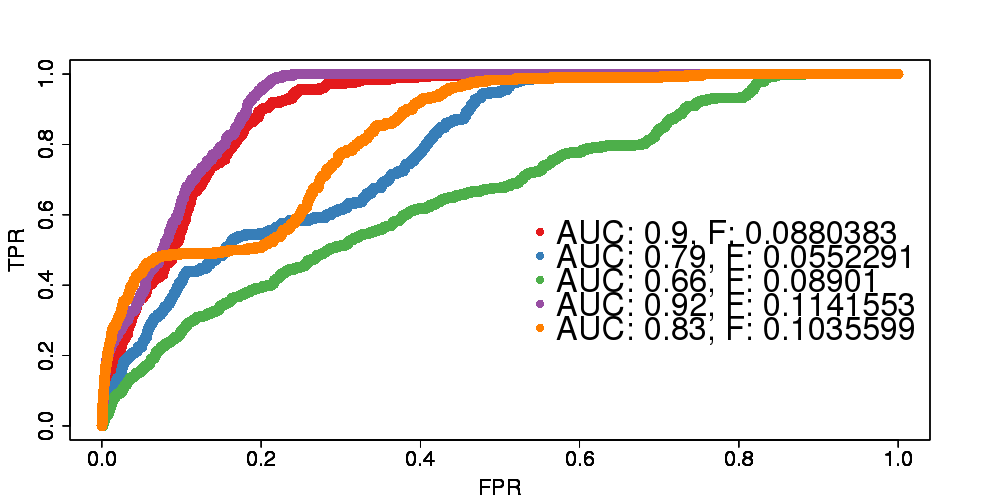 1.0
0.8
0.6
0.4
0.2
0.0
TPR
AUC: 0.9, F: 0.0880383
AUC: 0.79, F: 0.0552291
AUC: 0.66, F: 0.08901
AUC: 0.92, F: 0.1141553
AUC: 0.83, F: 0.1035599
0.0 0.2 0.4 0.6 0.8 1.0
FPR